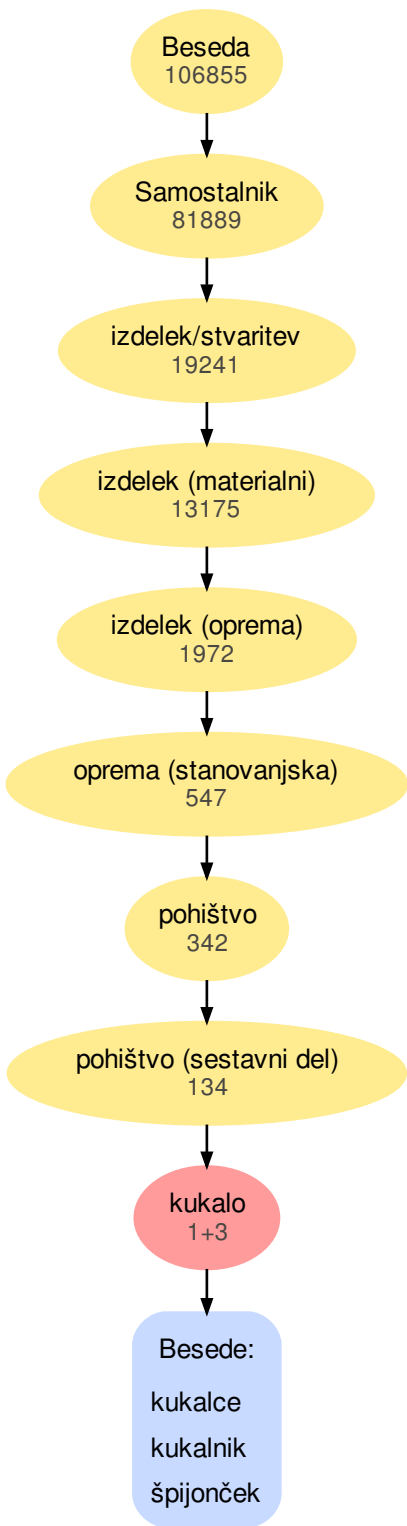 Beseda
106855
Samostalnik
81889
izdelek/stvaritev
19241
izdelek (materialni)
13175
izdelek (oprema)
1972
oprema (stanovanjska)
547
pohištvo
342
pohištvo (sestavni del)
134
kukalo
1+3
Besede:
kukalce
kukalnik
špijonček